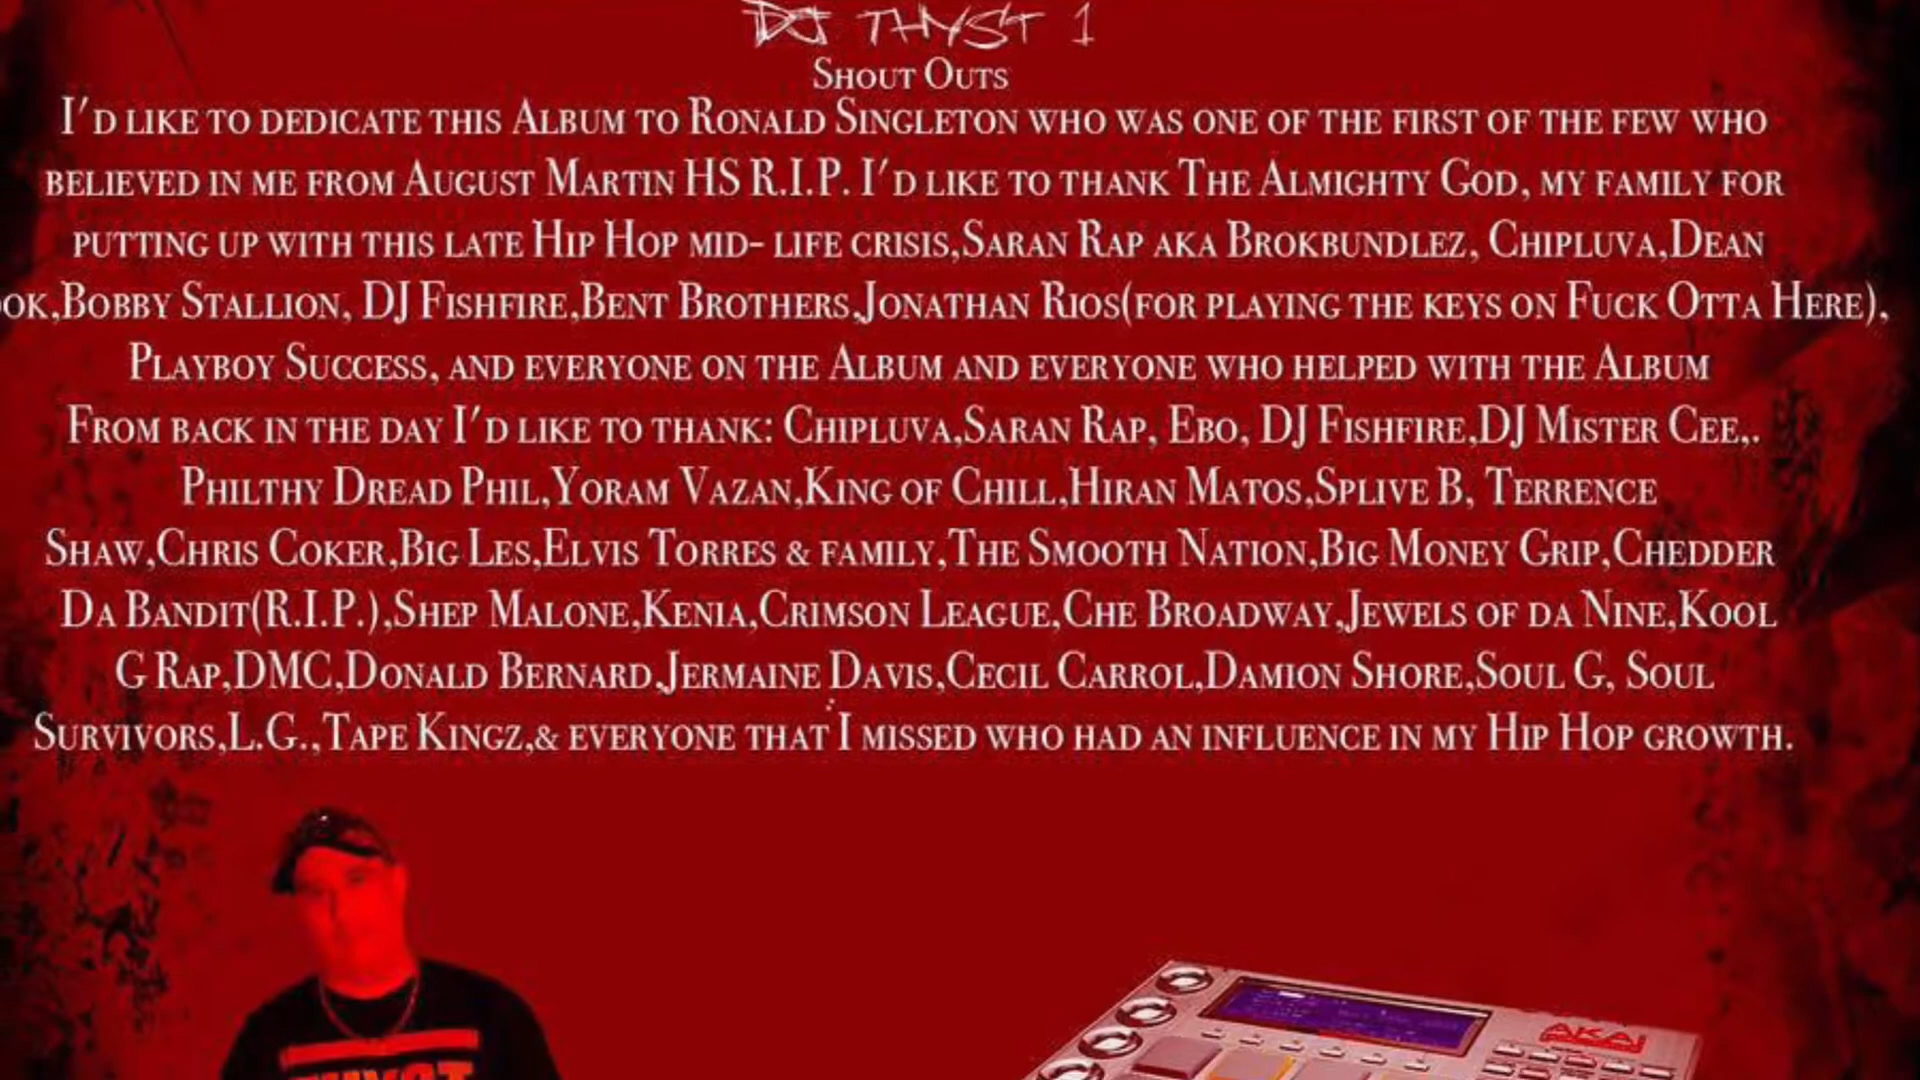 DJ THYST 1
Shout Outs
I'd like to dedicate this Album to Ronald Singleton who was one of the first of the few who
believed in me from August Martin HS R.I.P. I'd like to thank The Almighty God, my family for
putting up with this late Hip Hop mid- life crisis,Saran Rap aka Brokbundlez, Chipluva,Dean
ok,Bobby Stallion, DJ Fishfire,Bent Brothers,Jonathan Rios(for playing the keys on Fuck Otta Here),
Playboy Success, and everyone on the Album and everyone who helped with the Album
From back in the day I'd like to thank: Chipluva,Saran Rap, Ebo, DJ Fishfire,DJ Mister Cee,.
Philthy Dread Phil,Yoram Vazan,King of Chill,Hiran Matos,Splive B, Terrence
Shaw,Chris Coker,Big Les,Elvis Torres & family,The Smooth Nation,Big Money Grip,Chedder
Da Bandit(R.I.P.),Shep Malone,Kenia,Crimson League,Che Broadway,Jewels of da Nine,Kool
G Rap,DMC,Donald Bernard,Jermaine Davis,Cecil Carrol,Damion Shore,Soul G, Soul
Survivors,L.G.,Tape Kingz,& everyone that I missed who had an influence in my Hip Hop growth.
AKAI